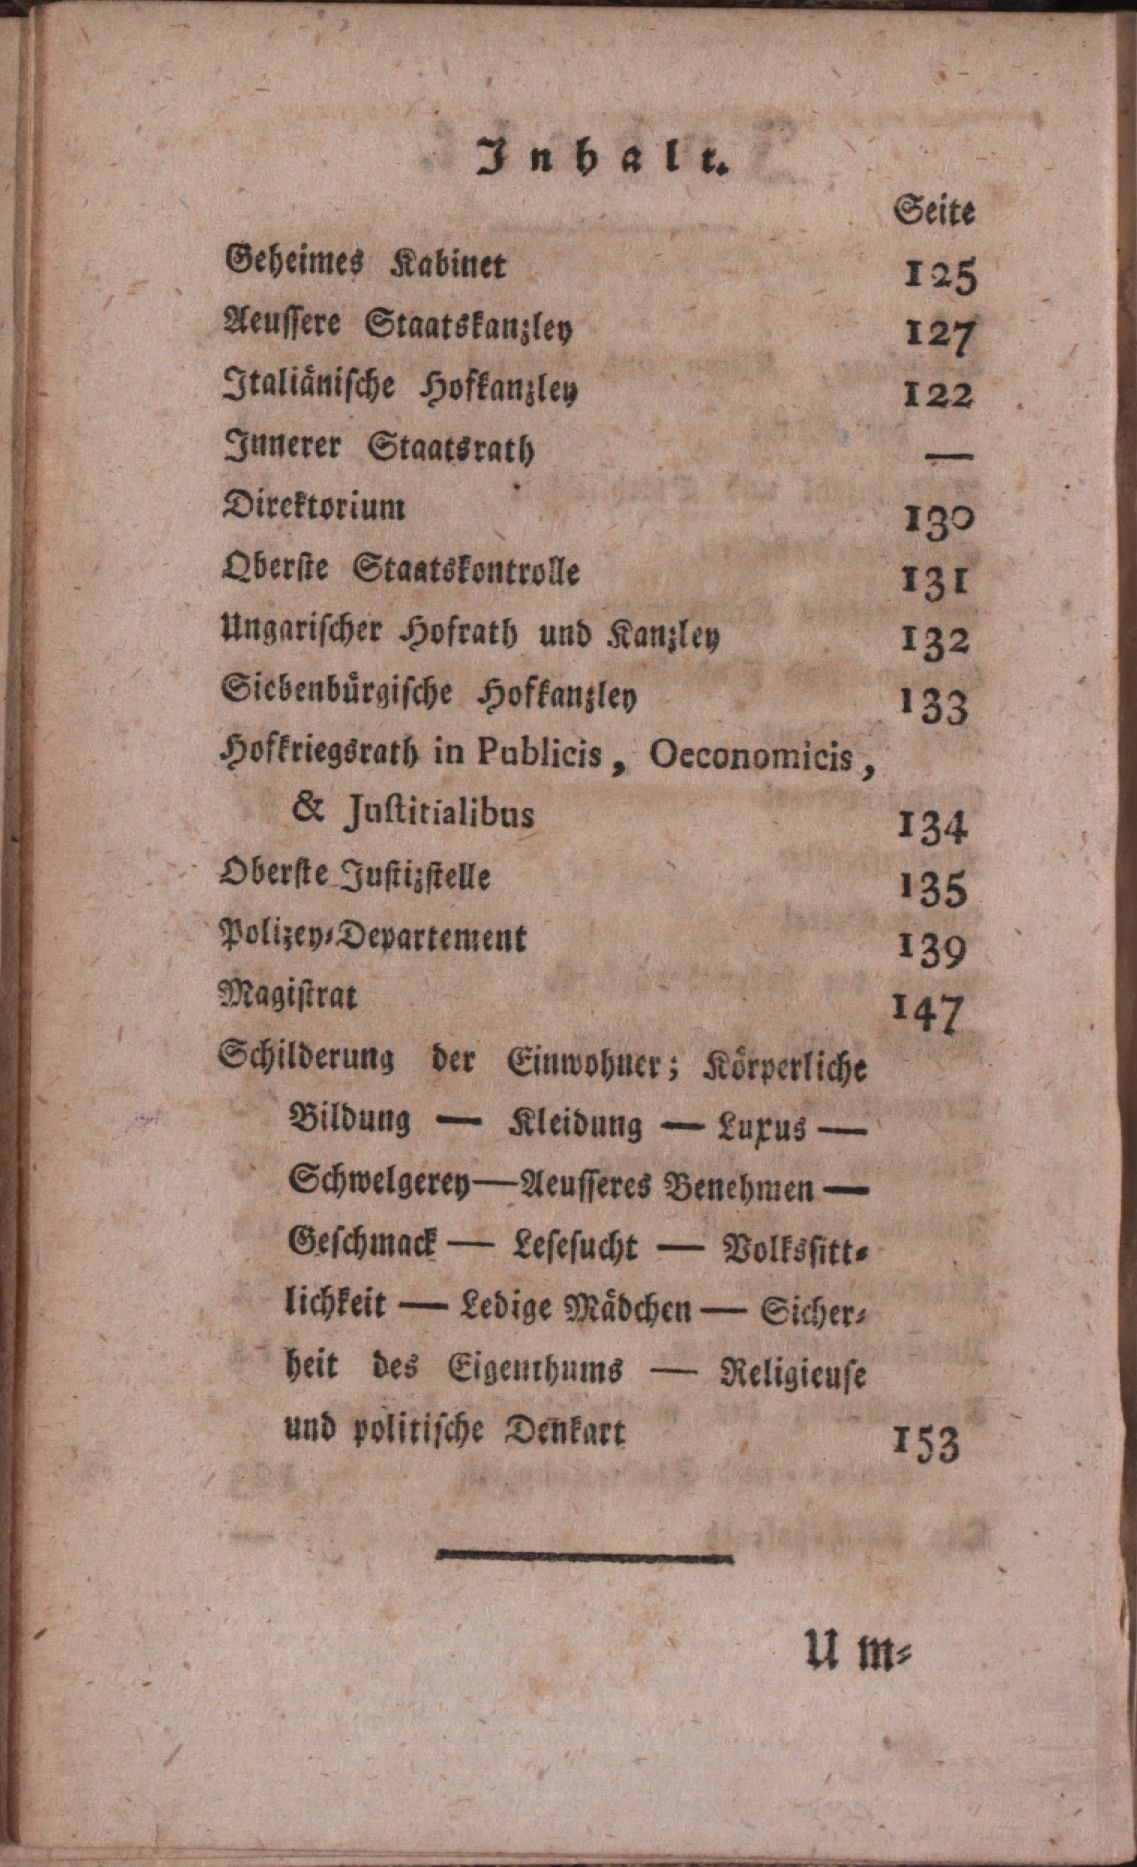 Inhalt.
Seite
Geheimes Kabinet 125
Aeussere Staatskanzley 127
Italiänische Hofkanzley 122
Innerer Staatsrath —
Direktorium 130
Oberste Staatskontrolle 131
Ungarischer Hofrath und Kanzley 132
Siebenbürgische Hofkanzley 133
Hofkriegsrath in Publicis, Oeconomicis,
& Justitialibus 134
Oberste Justizstelle 135
Polizey-Departement 139
Magistrat 147
Schilderung der Einwohner; Körperliche
Bildung — Kleidung — Luxus —
Schwelgerey — Aeusseres Benehmen —
Geschmack — Lesesucht — Volkssitt-
lichkeit — Ledige Mädchen — Sicher-
heit des Eigenthums — Religieuse
und politische Denkart 153
Um-